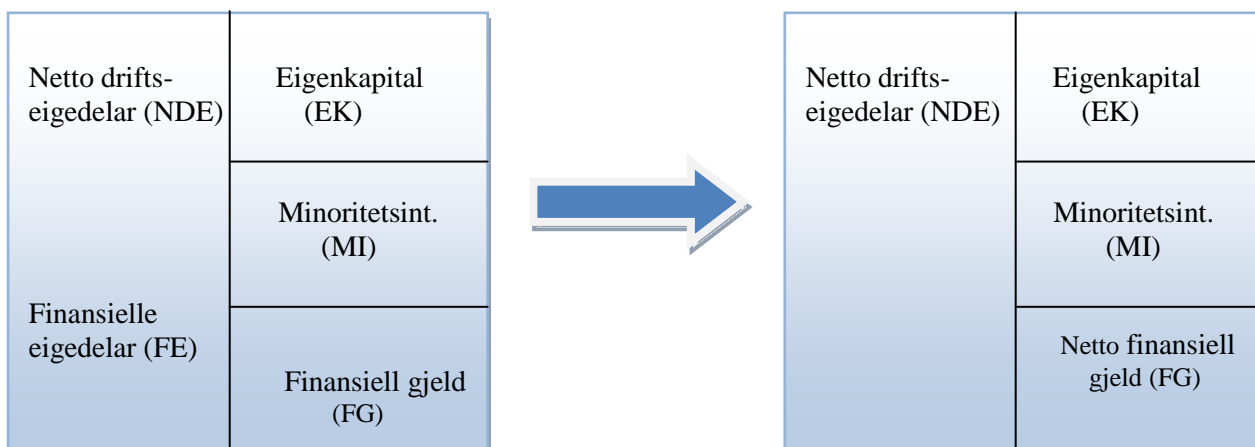 Netto drifts-
eigedelar (NDE)
Finansielle
eigedelar (FE)
Eigenkapital
(EK)
Minoritetsint.
(MI)
Finansiell gjeld
(FG)
Netto drifts-
eigedelar (NDE)
Eigenkapital
(EK)
Minoritetsint.
(MI)
Netto finansiell
gjeld (FG)